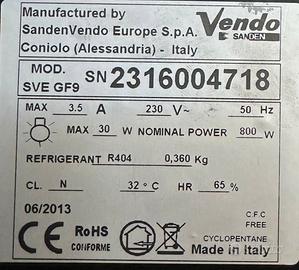 Manufactured by
SandenVendo Europe S.p.A.
Coniolo (Alessandria) - Italy
Vendo
SANDEN
MOD.
SVE GF9
SN 2316004718
MAX 3.5 A 230 V~ 50 Hz
MAX 30 W NOMINAL POWER 800 W
REFRIGERANT R404 0,360 Kg
CL. N 32 °C HR 65 %
06/2013
C.F.C
FREE
CE RoHS
CONFORME
CYCLOPENTANE
Made in Italy